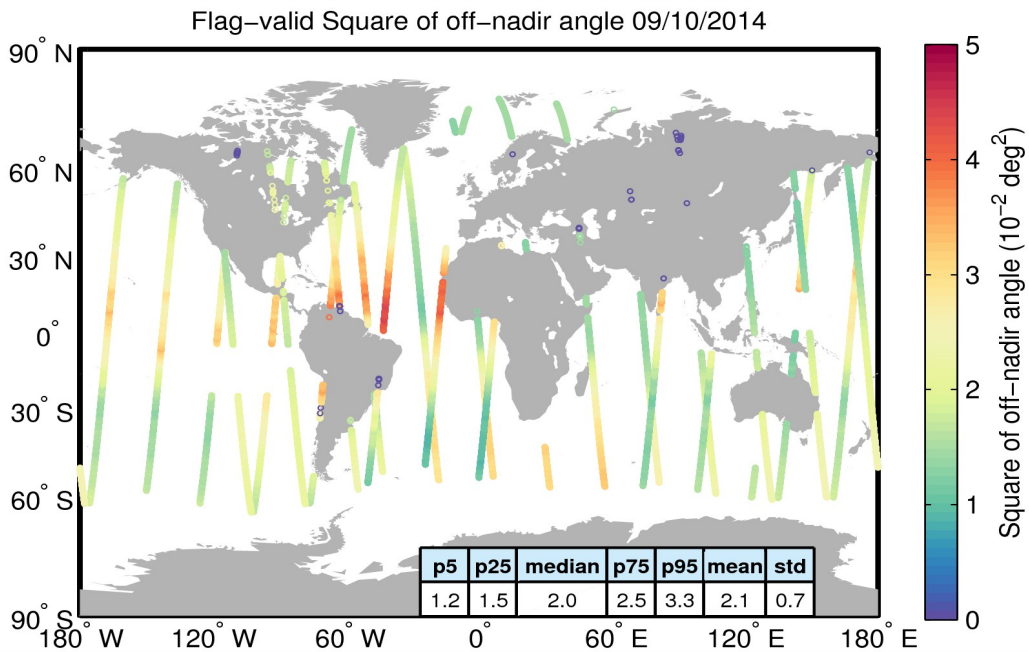 Flag-valid Square of off-nadir angle 09/10/2014
90° N
60° N
30° N
0°
30° S
60° S
90° S
180° W
120° W
60° W
0°
60° E
120° E
180° E
p5 p25 median p75 p95 mean std
1.2 1.5 2.0 2.5 3.3 2.1 0.7
5
4
3
2
1
0
Square of off-nadir angle (10⁻² deg²)